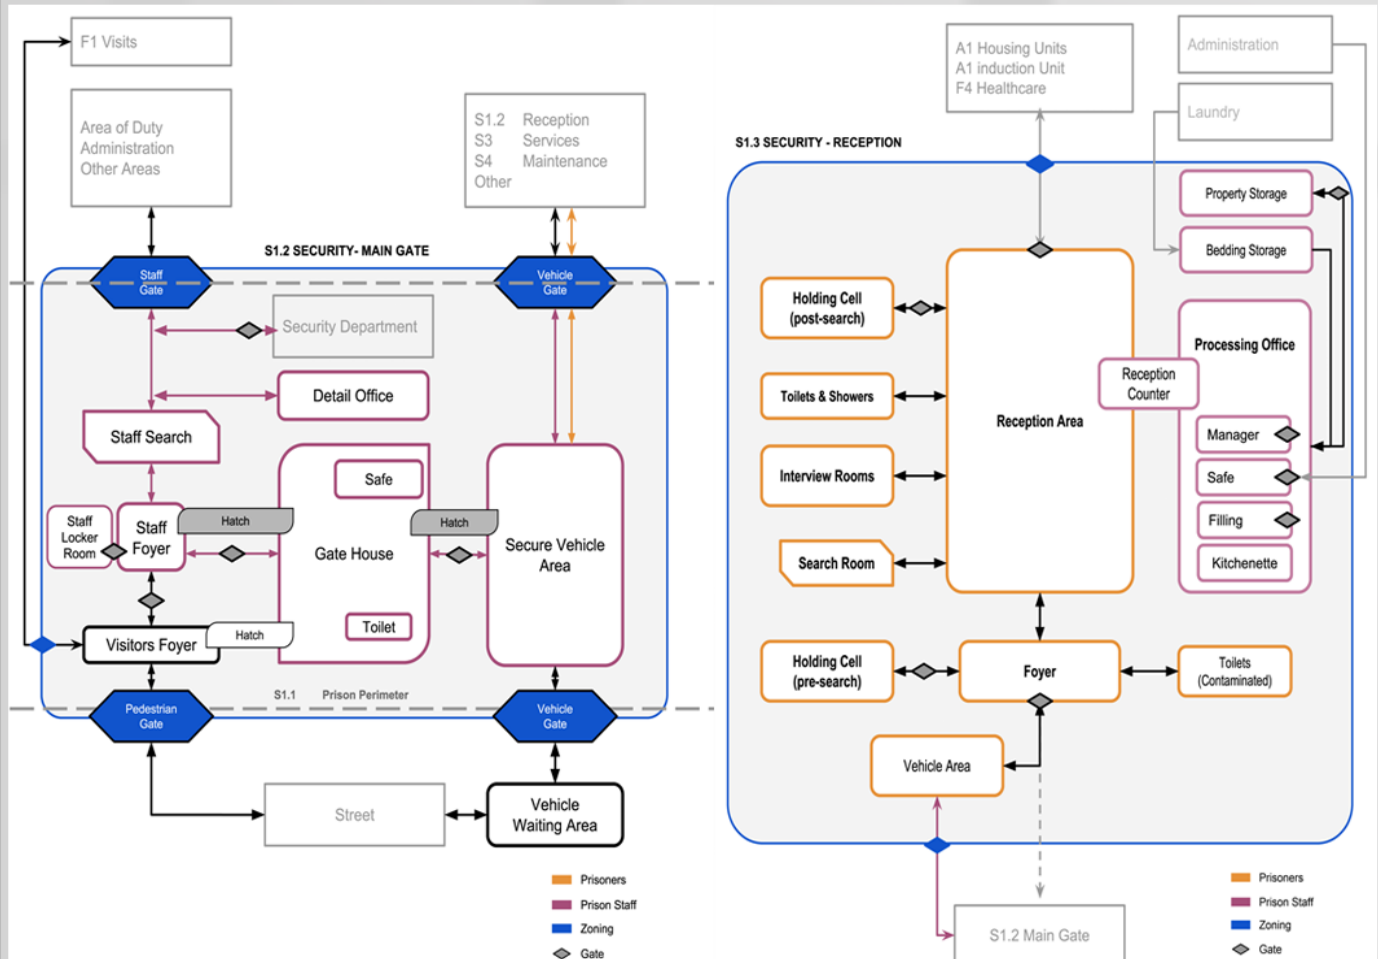 F1 Visits
Area of Duty
Administration
Other Areas
S1.2 Reception
S3 Services
S4 Maintenance
Other
S1.2 SECURITY- MAIN GATE
Staff
Gate
Vehicle
Gate
Security Department
Detail Office
Staff Search
Safe
Staff
Locker
Room
Staff
Foyer
Hatch
Gate House
Hatch
Secure Vehicle
Area
Toilet
Visitors Foyer
Hatch
S1.1 Prison Perimeter
Pedestrian
Gate
Vehicle
Gate
Street
Vehicle
Waiting Area
Prisoners
Prison Staff
Zoning
Gate
A1 Housing Units
A1 induction Unit
F4 Healthcare
Administration
Laundry
S1.3 SECURITY - RECEPTION
Property Storage
Bedding Storage
Holding Cell
(post-search)
Processing Office
Reception
Counter
Toilets & Showers
Reception Area
Manager
Interview Rooms
Safe
Filling
Search Room
Kitchenette
Holding Cell
(pre-search)
Foyer
Toilets
(Contaminated)
Vehicle Area
S1.2 Main Gate
Prisoners
Prison Staff
Zoning
Gate